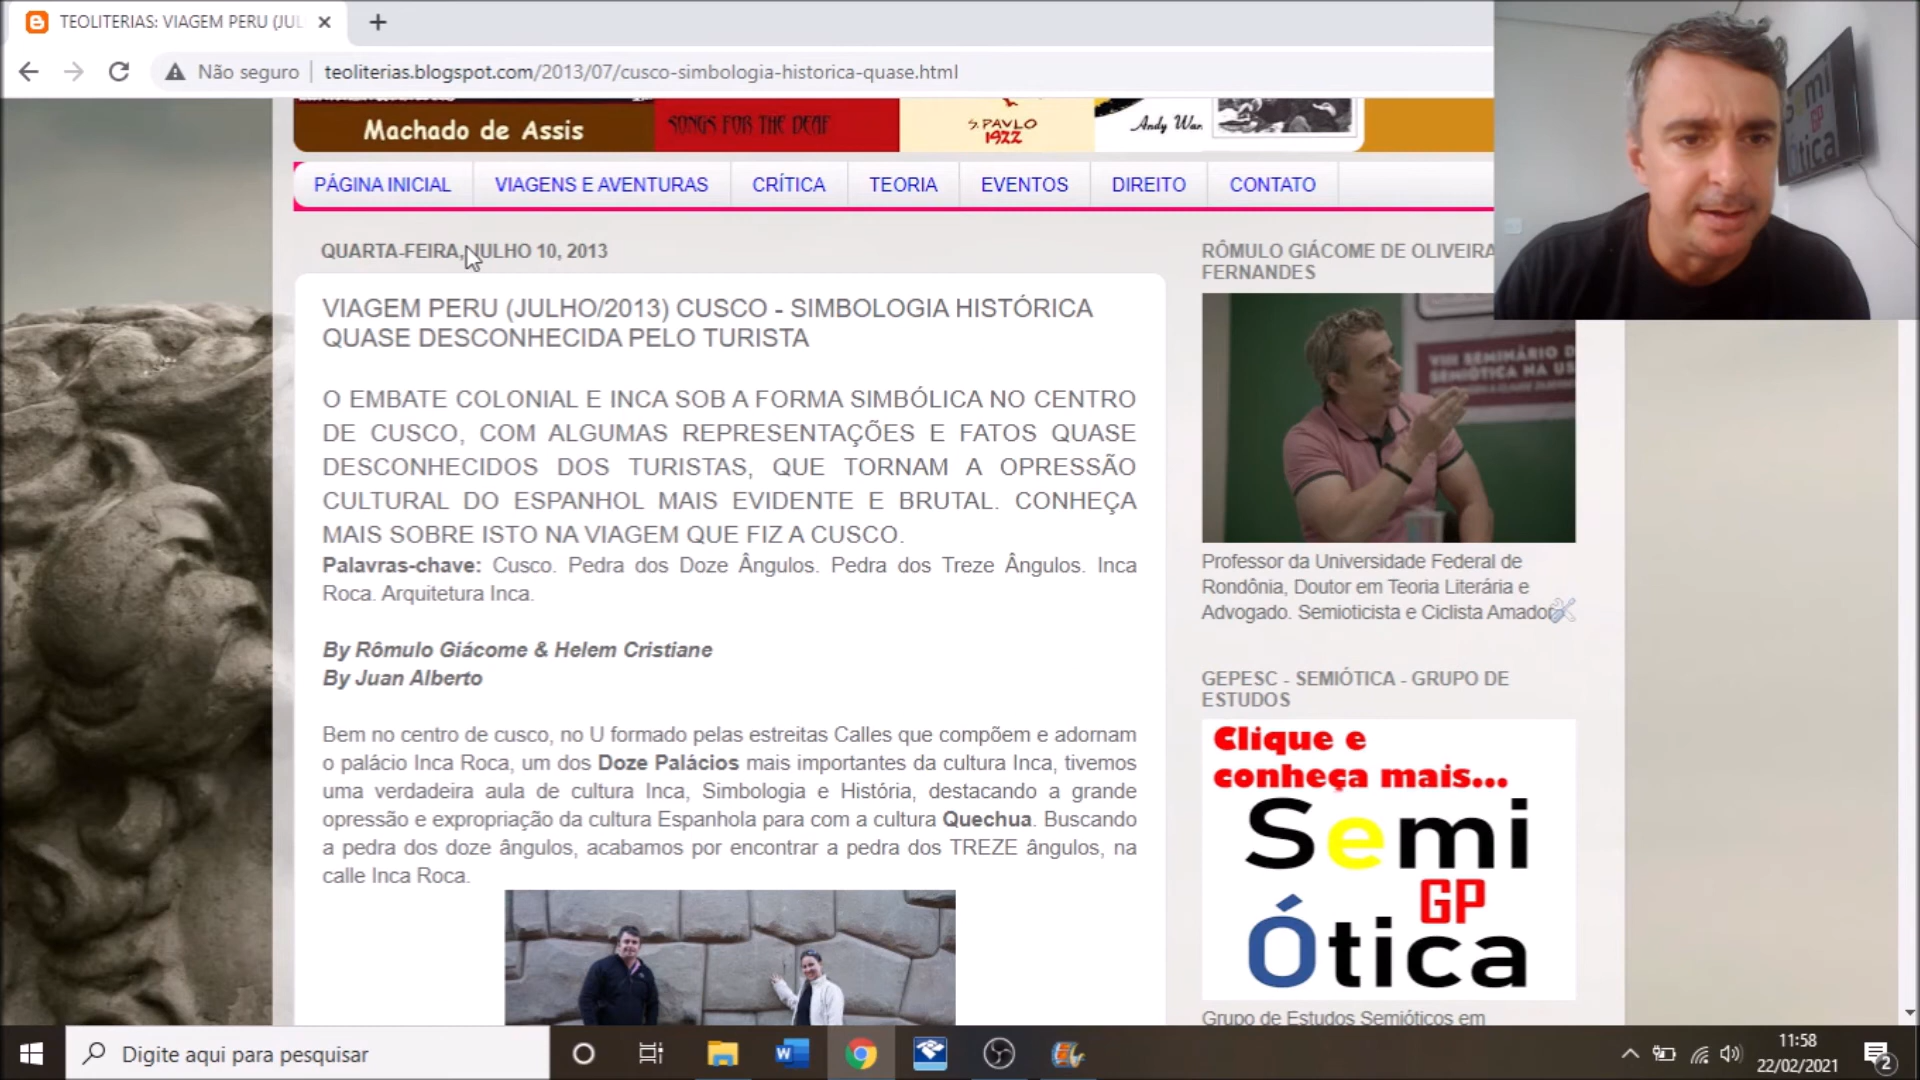 TEOLITERIAS: VIAGEM PERU (JUL
Não seguro
teoliterias.blogspot.com/2013/07/cusco-simbologia-historica-quase.html
Machado de Assis
SONGS FOR THE DEAF
S. PAVLO
1922
Andy War
PÁGINA INICIAL
VIAGENS E AVENTURAS
CRÍTICA
TEORIA
EVENTOS
DIREITO
CONTATO
QUARTA-FEIRA, JULHO 10, 2013
VIAGEM PERU (JULHO/2013) CUSCO - SIMBOLOGIA HISTÓRICA
QUASE DESCONHECIDA PELO TURISTA
O EMBATE COLONIAL E INCA SOB A FORMA SIMBÓLICA NO CENTRO
DE CUSCO, COM ALGUMAS REPRESENTAÇÕES E FATOS QUASE
DESCONHECIDOS DOS TURISTAS, QUE TORNAM A OPRESSÃO
CULTURAL DO ESPANHOL MAIS EVIDENTE E BRUTAL. CONHEÇA
MAIS SOBRE ISTO NA VIAGEM QUE FIZ A CUSCO.
Palavras-chave: Cusco. Pedra dos Doze Ângulos. Pedra dos Treze Ângulos. Inca
Roca. Arquitetura Inca.
By Rômulo Giácome & Helem Cristiane
By Juan Alberto
Bem no centro de cusco, no U formado pelas estreitas Calles que compõem e adornam
o palácio Inca Roca, um dos Doze Palácios mais importantes da cultura Inca, tivemos
uma verdadeira aula de cultura Inca, Simbologia e História, destacando a grande
opressão e expropriação da cultura Espanhola para com a cultura Quechua. Buscando
a pedra dos doze ângulos, acabamos por encontrar a pedra dos TREZE ângulos, na
calle Inca Roca.
RÔMULO GIÁCOME DE OLIVEIRA
FERNANDES
VIII SEMINÁRIO D
SEMIÓTICA NA US
Professor da Universidade Federal de
Rondônia, Doutor em Teoria Literária e
Advogado. Semioticista e Ciclista Amador
GEPESC - SEMIÓTICA - GRUPO DE
ESTUDOS
Clique e
conheça mais...
Semi
GP
Ótica
Grupo de Estudos Semióticos em
Semi
GP
Ótica
Digite aqui para pesquisar
11:58
22/02/2021
2